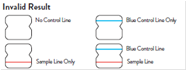 Invalid Result
No Control Line
Blue Control Line Only
Sample Line Only
Blue Control Line
Sample Line